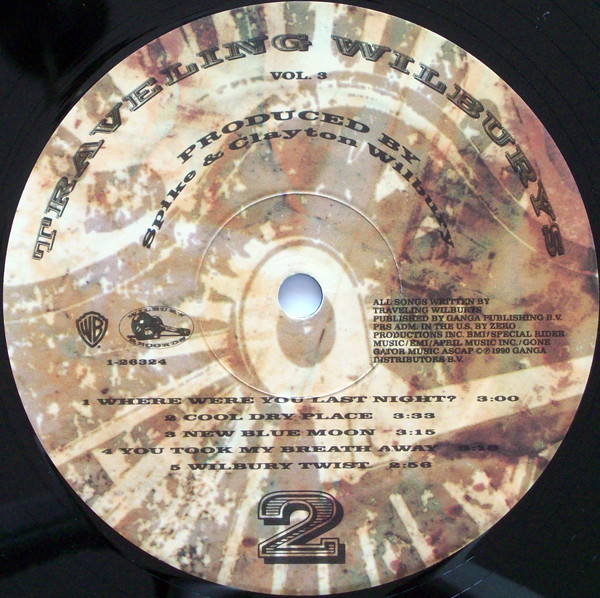 TRAVELING WILBURYS
VOL. 3
PRODUCED BY
Spike & Clayton Wilbury
WB
WILBURY
RECORDS
1-26324
ALL SONGS WRITTEN BY
TRAVELING WILBURYS
PUBLISHED BY GANGA PUBLISHING B.V.
PRS ADM. IN THE U.S. BY ZERO
PRODUCTIONS INC. BMI/SPECIAL RIDER
MUSIC/EMI/APRIL MUSIC INC./GONE
GATOR MUSIC ASCAP ©℗ 1990 GANGA
DISTRIBUTORS B.V.
1 WHERE WERE YOU LAST NIGHT? 3:00
2 COOL DRY PLACE 3:33
3 NEW BLUE MOON 3:15
4 YOU TOOK MY BREATH AWAY
5 WILBURY TWIST 2:56
2